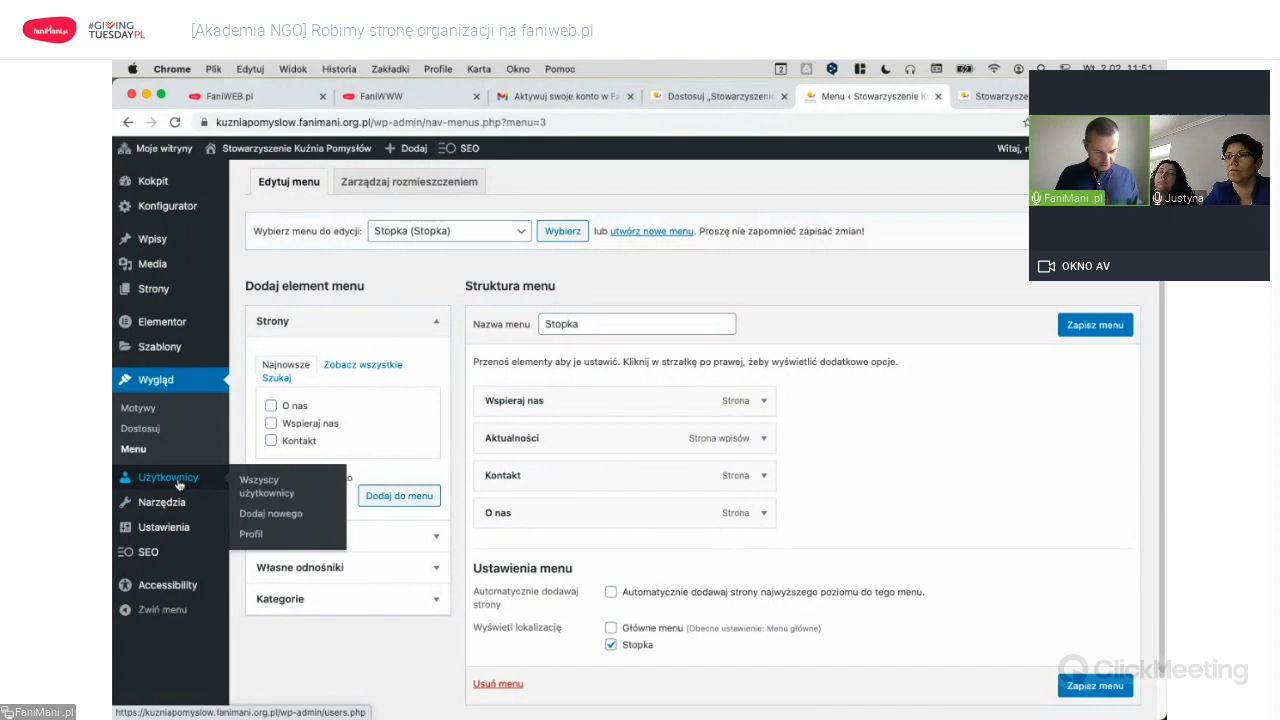 faniMani.pl
#GIVING
TUESDAYPL
[Akademia NGO] Robimy stronę organizacji na faniweb.pl
Chrome Plik Edytuj Widok Historia Zakładki Profile Karta Okno Pomoc
Wt. 2.02 11:51
FaniWEB.pl
FaniWWW
Aktywuj swoje konto w Fa
Dostosuj „Stowarzyszenie
Menu ‹ Stowarzyszenie K
Stowarzysze
kuzniapomyslow.fanimani.org.pl/wp-admin/nav-menus.php?menu=3
Moje witryny
Stowarzyszenie Kuźnia Pomysłów
Dodaj
SEO
Witaj,
Kokpit
Konfigurator
Wpisy
Media
Strony
Elementor
Szablony
Wygląd
Motywy
Dostosuj
Menu
Użytkownicy
Narzędzia
Ustawienia
SEO
Accessibility
Zwiń menu
Wszyscy
użytkownicy
Dodaj nowego
Profil
Edytuj menu
Zarządzaj rozmieszczeniem
Wybierz menu do edycji: Stopka (Stopka) Wybierz lub utwórz nowe menu. Proszę nie zapomnieć zapisać zmian!
Dodaj element menu
Strony
Najnowsze Zobacz wszystkie
Szukaj
O nas
Wspieraj nas
Kontakt
Dodaj do menu
Własne odnośniki
Kategorie
Struktura menu
Nazwa menu Stopka Zapisz menu
Przenoś elementy aby je ustawić. Kliknij w strzałkę po prawej, żeby wyświetlić dodatkowe opcje.
Wspieraj nas Strona
Aktualności Strona wpisów
Kontakt Strona
O nas Strona
Ustawienia menu
Automatycznie dodawaj
strony
Automatycznie dodawaj strony najwyższego poziomu do tego menu.
Wyświetl lokalizację
Główne menu (Obecne ustawienie: Menu główne)
Stopka
Usuń menu
Zapisz menu
https://kuzniapomyslow.fanimani.org.pl/wp-admin/users.php
FaniMani .pl
Justyna
OKNO AV
ClickMeeting
FaniMani .pl